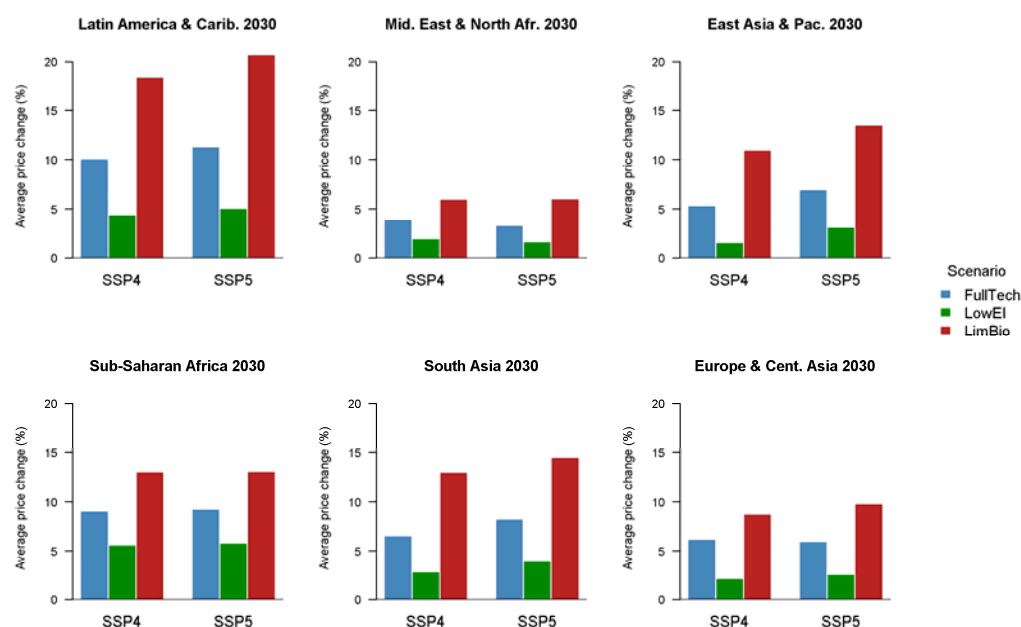 Latin America & Carib. 2030
Mid. East & North Afr. 2030
East Asia & Pac. 2030
Average price change (%)
20
15
10
5
0
SSP4
SSP5
Average price change (%)
20
15
10
5
0
SSP4
SSP5
Average price change (%)
20
15
10
5
0
SSP4
SSP5
Scenario
FullTech
LowEI
LimBio
Sub-Saharan Africa 2030
South Asia 2030
Europe & Cent. Asia 2030
Average price change (%)
20
15
10
5
0
SSP4
SSP5
Average price change (%)
20
15
10
5
0
SSP4
SSP5
Average price change (%)
20
15
10
5
0
SSP4
SSP5